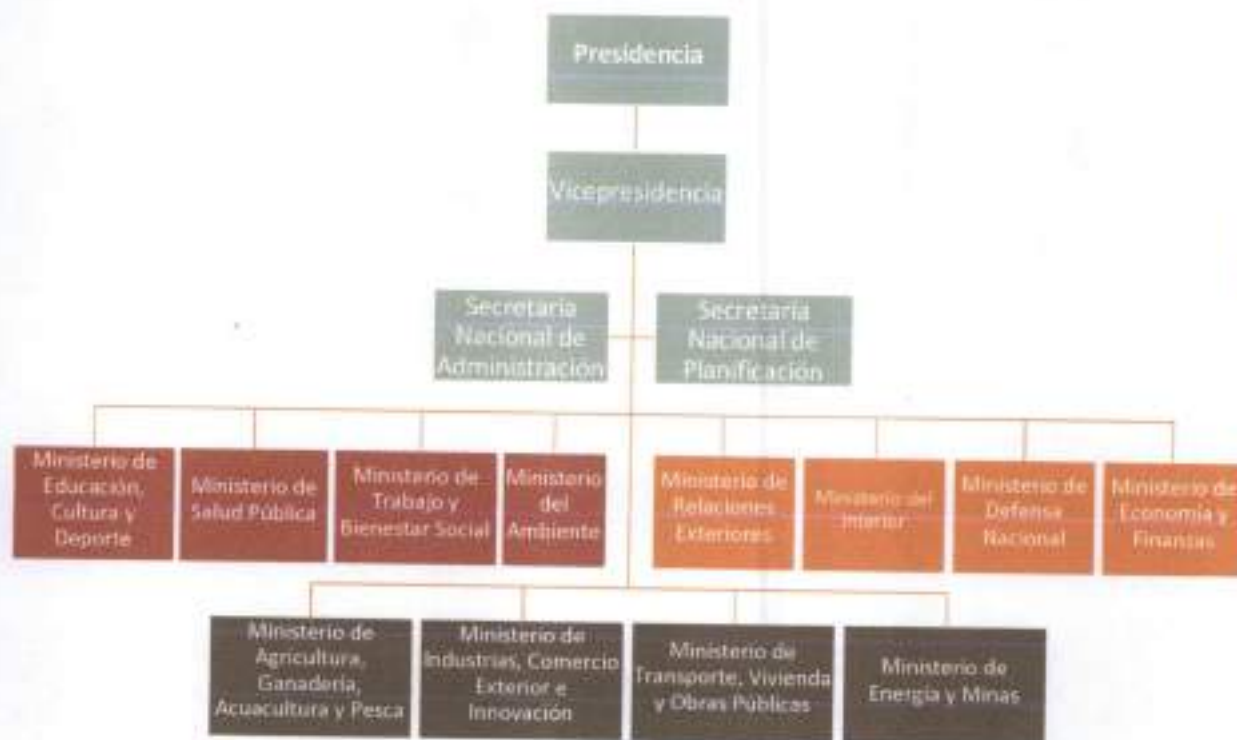 Presidencia
Vicepresidencia
Secretaría
Nacional de
Administración
Secretaría
Nacional de
Planificación
Ministerio de
Educación,
Cultura y
Deporte
Ministerio de
Salud Pública
Ministerio de
Trabajo y
Bienestar Social
Ministerio
del
Ambiente
Ministerio de
Relaciones
Exteriores
Ministerio del
Interior
Ministerio de
Defensa
Nacional
Ministerio de
Economía y
Finanzas
Ministerio de
Agricultura,
Ganadería,
Acuacultura y Pesca
Ministerio de
Industrias, Comercio
Exterior e
Innovación
Ministerio de
Transporte, Vivienda
y Obras Públicas
Ministerio de
Energía y Minas